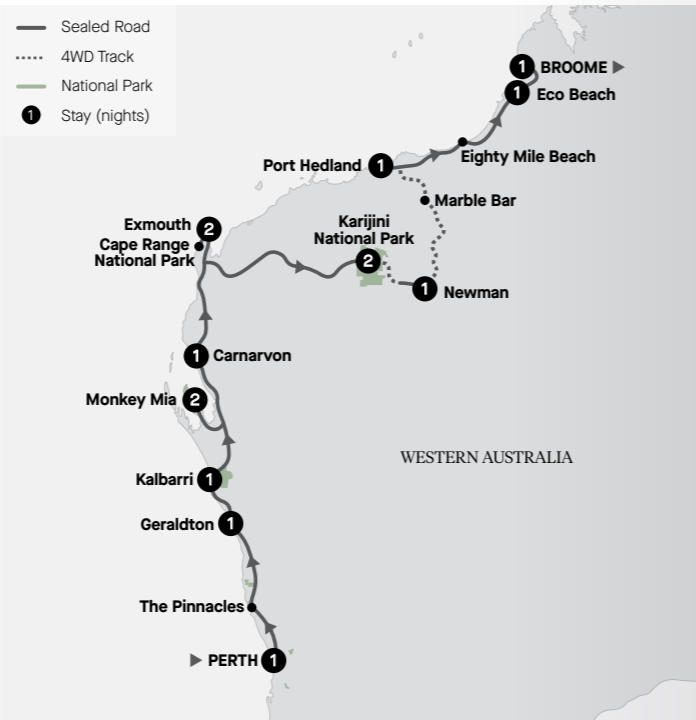 Sealed Road
4WD Track
National Park
1 Stay (nights)
1 BROOME
1 Eco Beach
Eighty Mile Beach
Port Hedland 1
Marble Bar
Karijini
National Park
2
Exmouth 2
Cape Range
National Park
1 Newman
1 Carnarvon
Monkey Mia 2
WESTERN AUSTRALIA
Kalbarri 1
Geraldton 1
The Pinnacles
PERTH 1